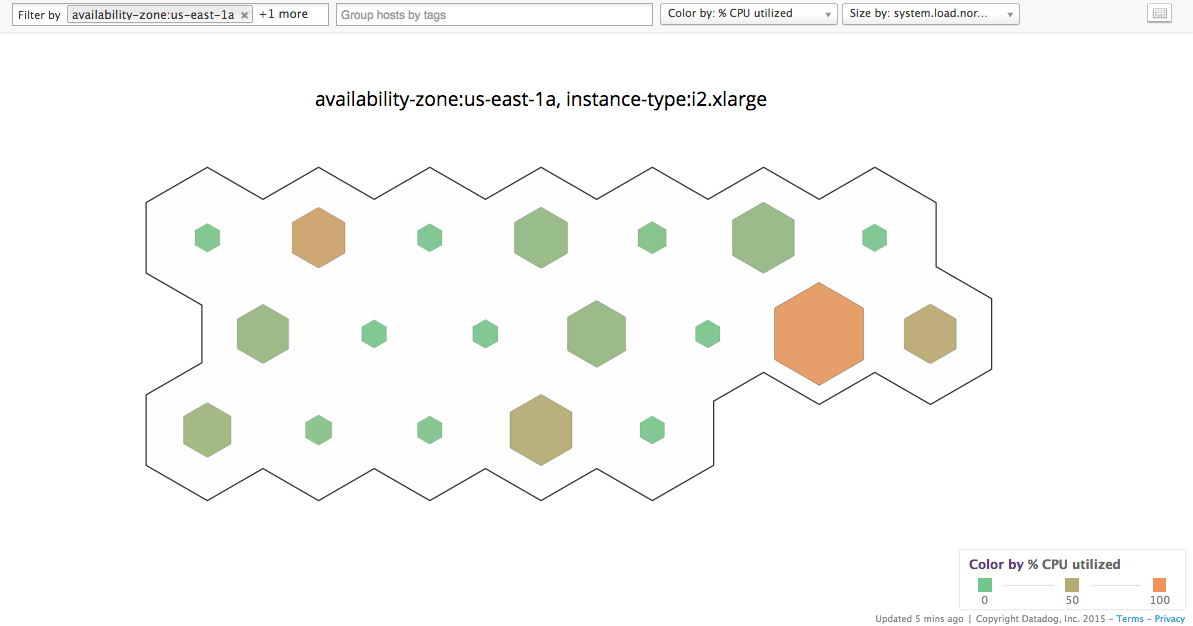 Filter by availability-zone:us-east-1a × +1 more Group hosts by tags Color by: % CPU utilized Size by: system.load.nor...
availability-zone:us-east-1a, instance-type:i2.xlarge
Color by % CPU utilized
0 50 100
Updated 5 mins ago | Copyright Datadog, Inc. 2015 – Terms – Privacy